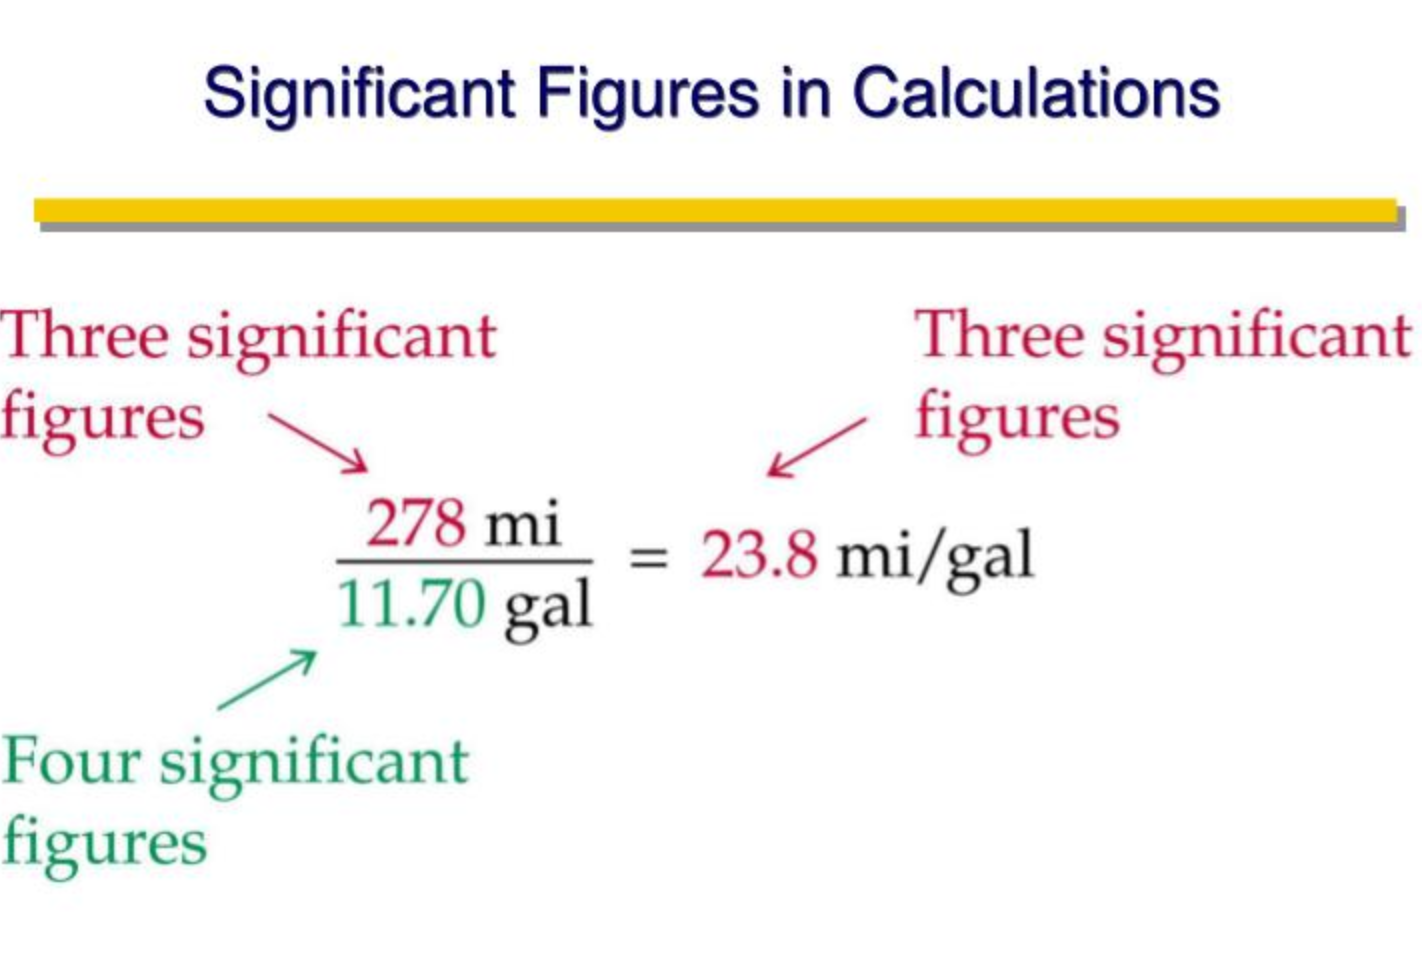 Significant Figures in Calculations
Three significant
figures
Three significant
figures
278 mi
11.70 gal
= 23.8 mi/gal
Four significant
figures